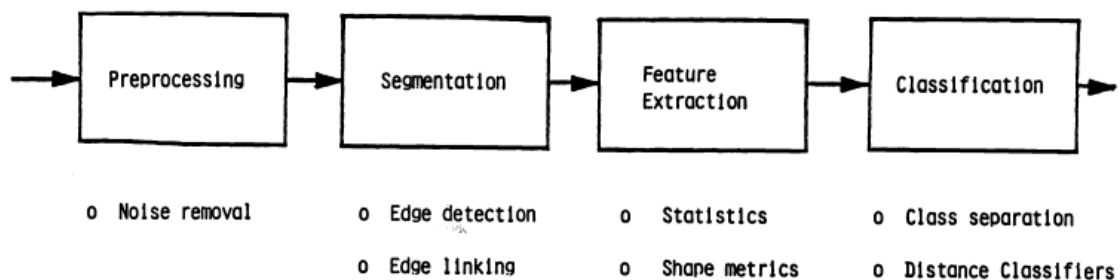 Preprocessing
Segmentation
Feature
Extraction
Classification
o Noise removal
o Edge detection
o Statistics
o Class separation
o Edge linking
o Shape metrics
o Distance Classifiers